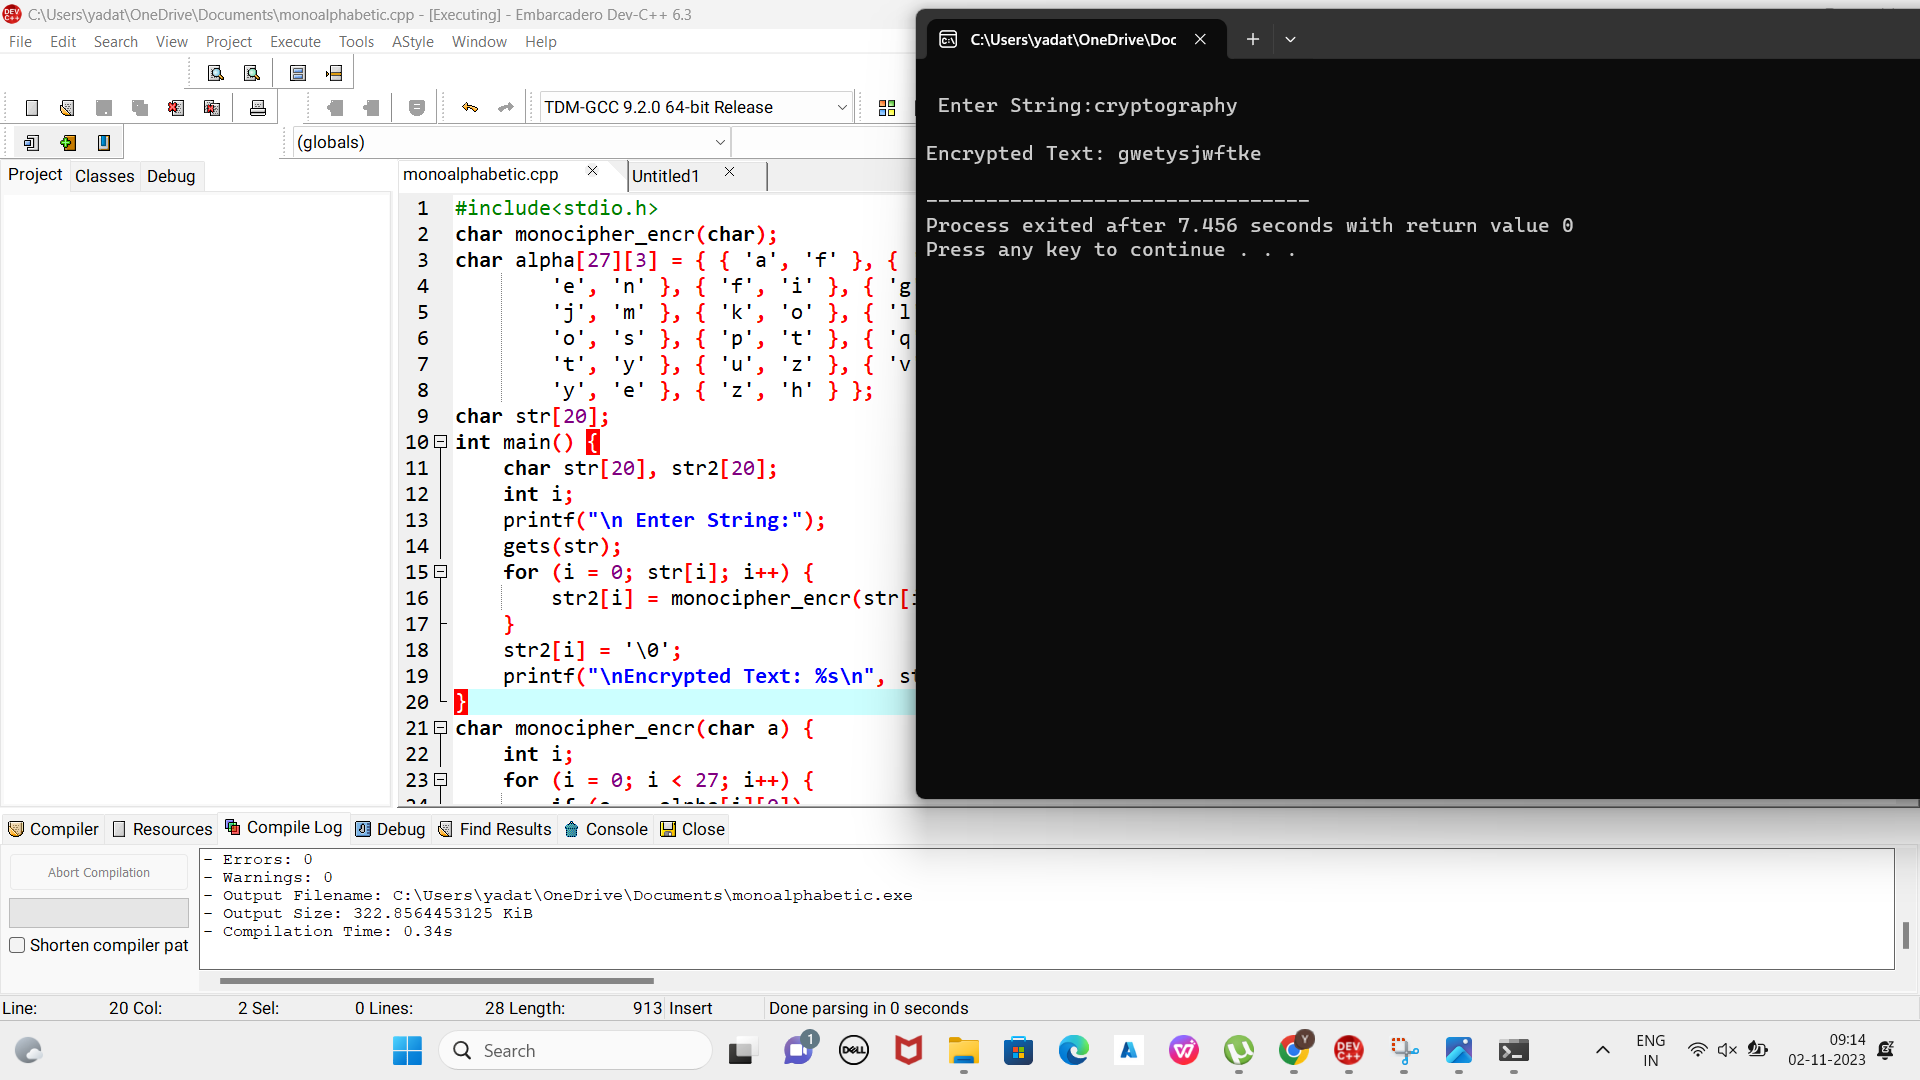 C:\Users\yadat\OneDrive\Documents\monoalphabetic.cpp - [Executing] - Embarcadero Dev-C++ 6.3
File Edit Search View Project Execute Tools AStyle Window Help
TDM-GCC 9.2.0 64-bit Release
(globals)
Project Classes Debug
monoalphabetic.cpp Untitled1
1 #include<stdio.h>
2 char monocipher_encr(char);
3 char alpha[27][3] = { { 'a', 'f' }, {
4 'e', 'n' }, { 'f', 'i' }, { 'g
5 'j', 'm' }, { 'k', 'o' }, { 'l
6 'o', 's' }, { 'p', 't' }, { 'q
7 't', 'y' }, { 'u', 'z' }, { 'v
8 'y', 'e' }, { 'z', 'h' } };
9 char str[20];
10 int main() {
11 char str[20], str2[20];
12 int i;
13 printf("\n Enter String:");
14 gets(str);
15 for (i = 0; str[i]; i++) {
16 str2[i] = monocipher_encr(str[i
17 }
18 str2[i] = '\0';
19 printf("\nEncrypted Text: %s\n", st
20 }
21 char monocipher_encr(char a) {
22 int i;
23 for (i = 0; i < 27; i++) {
C:\Users\yadat\OneDrive\Doc
Enter String:cryptography
Encrypted Text: gwetysjwftke
--------------------------------
Process exited after 7.456 seconds with return value 0
Press any key to continue . . .
Compiler Resources Compile Log Debug Find Results Console Close
Abort Compilation
Shorten compiler pat
- Errors: 0
- Warnings: 0
- Output Filename: C:\Users\yadat\OneDrive\Documents\monoalphabetic.exe
- Output Size: 322.8564453125 KiB
- Compilation Time: 0.34s
Line: 20 Col: 2 Sel: 0 Lines: 28 Length: 913 Insert Done parsing in 0 seconds
Search
1
DELL
Y
DEV C++
ENG
IN
09:14
02-11-2023